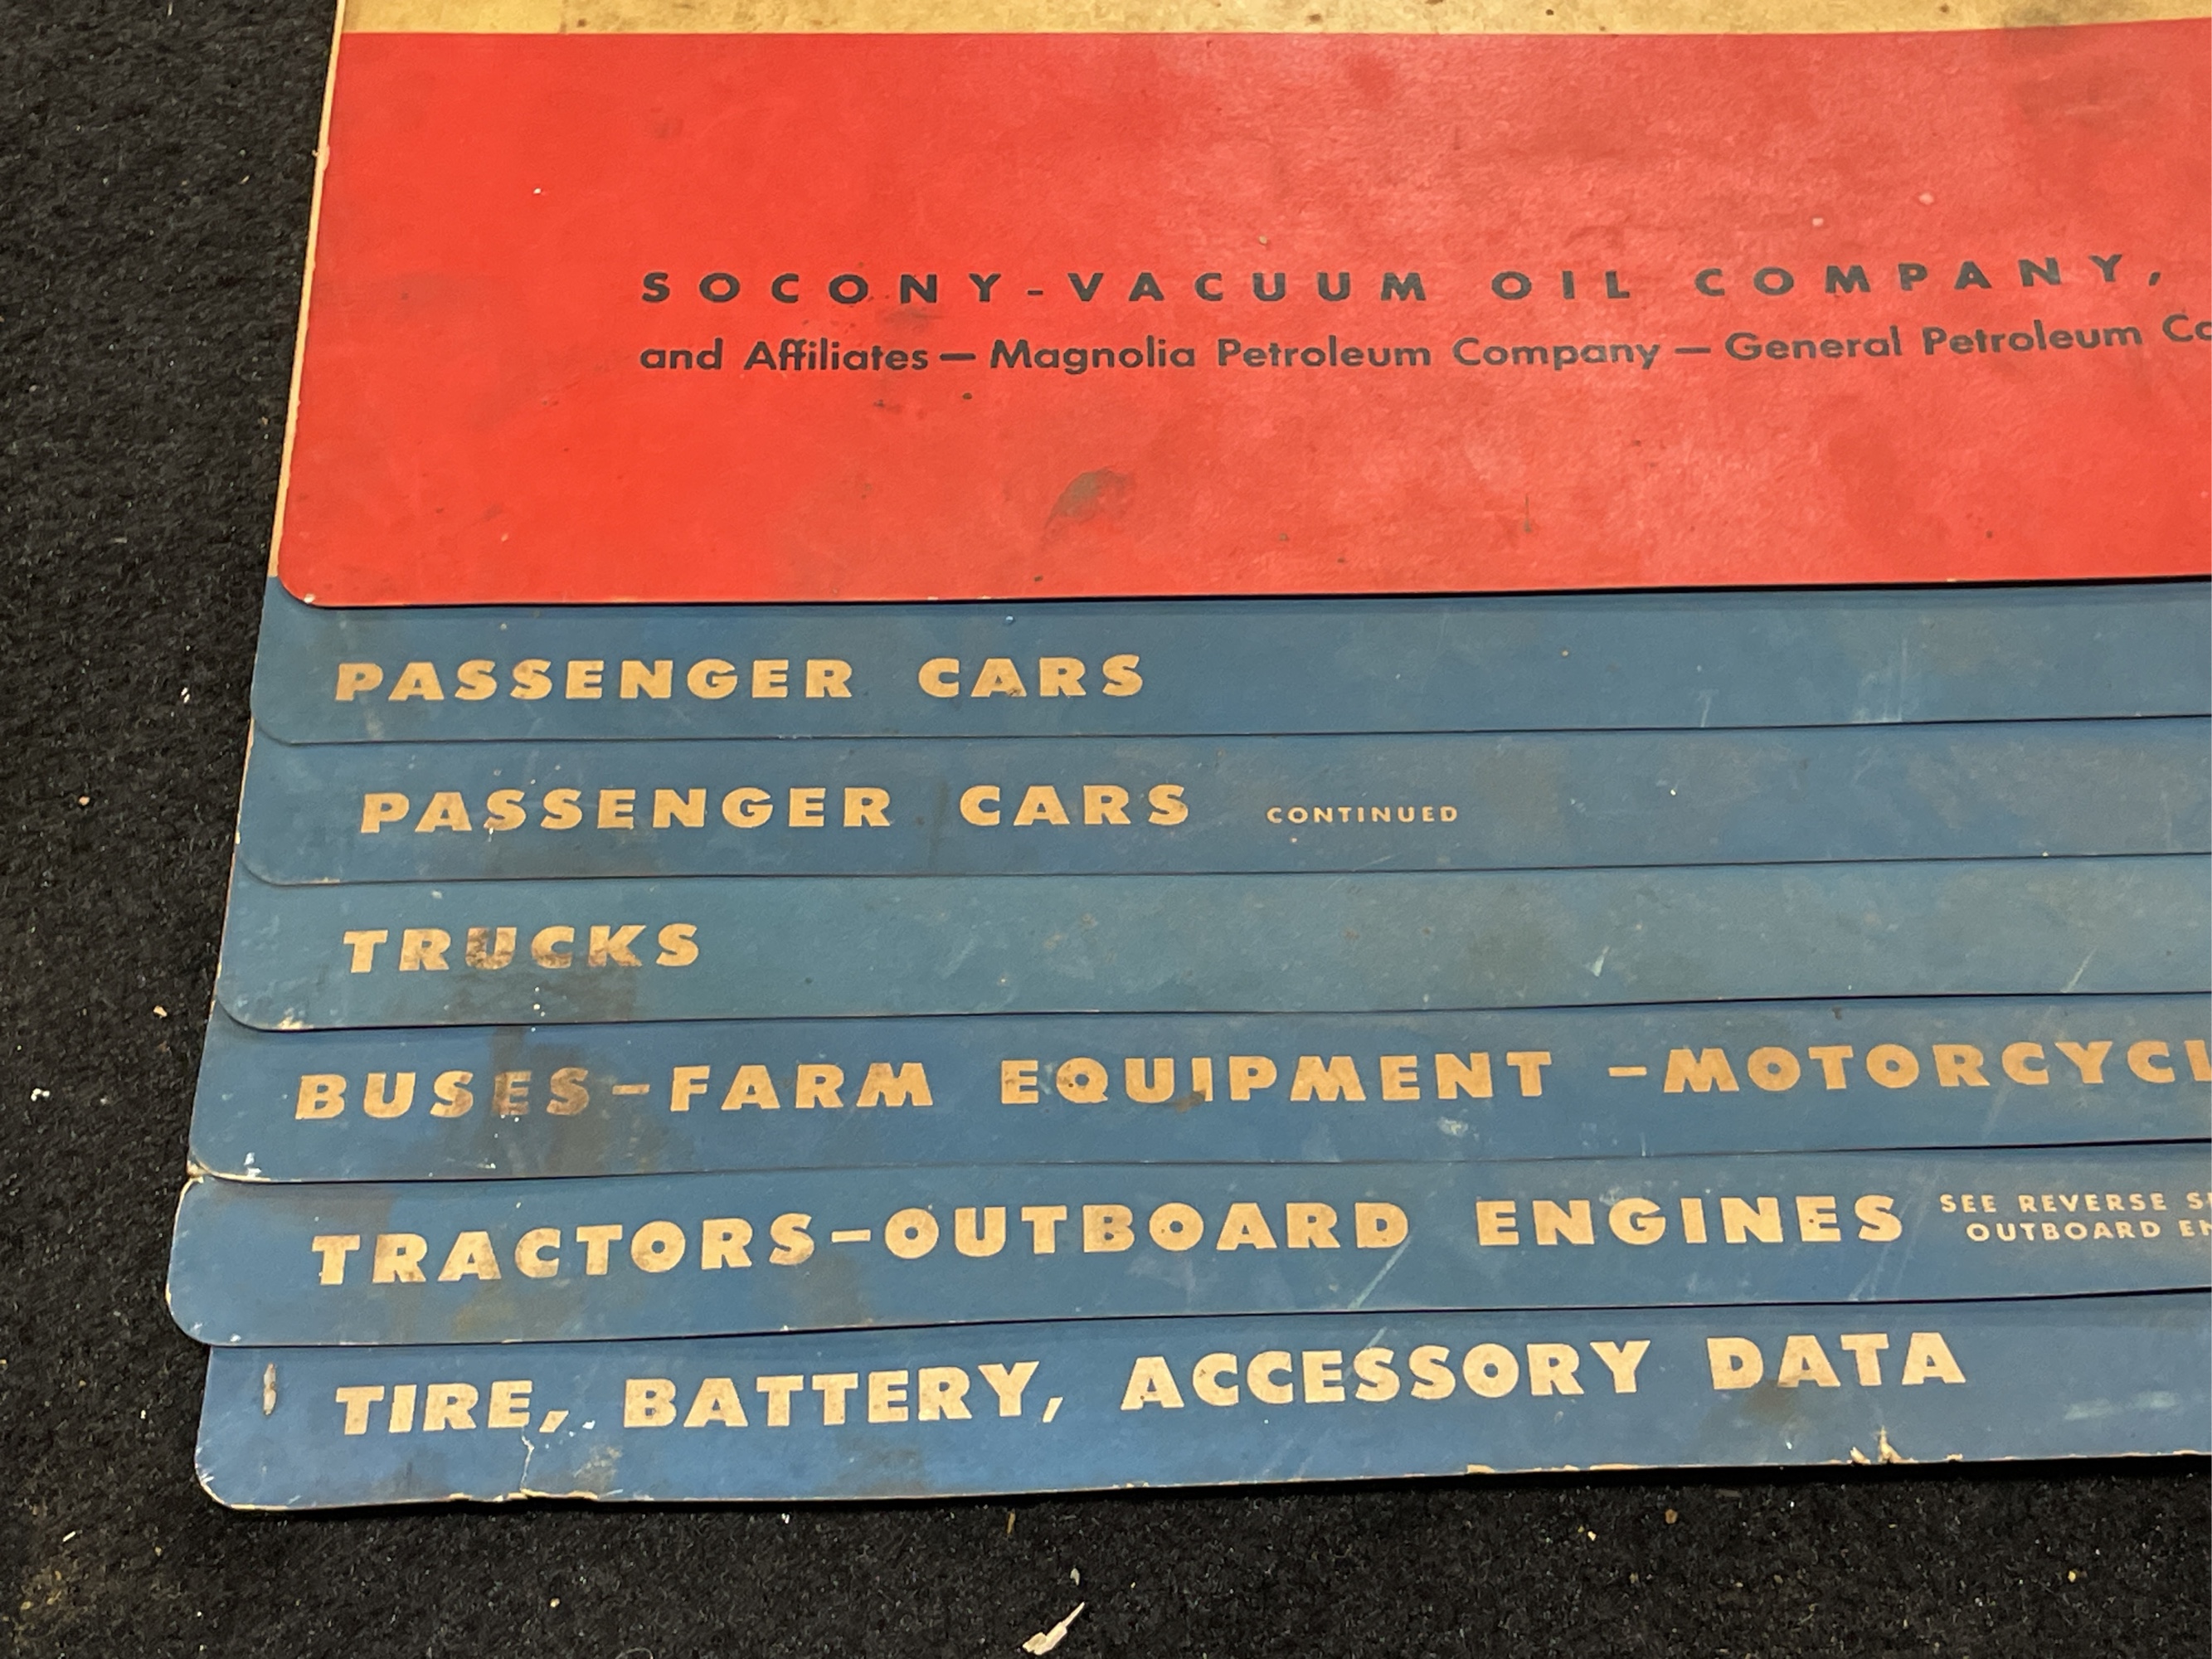 SOCONY-VACUUM OIL COMPANY,
and Affiliates — Magnolia Petroleum Company — General Petroleum
PASSENGER CARS
PASSENGER CARS CONTINUED
TRUCKS
BUSES-FARM EQUIPMENT -
TRACTORS-OUTBOARD ENGINES SEE REVERSE
OUTBOARD
TIRE, BATTERY, ACCESSORY DATA